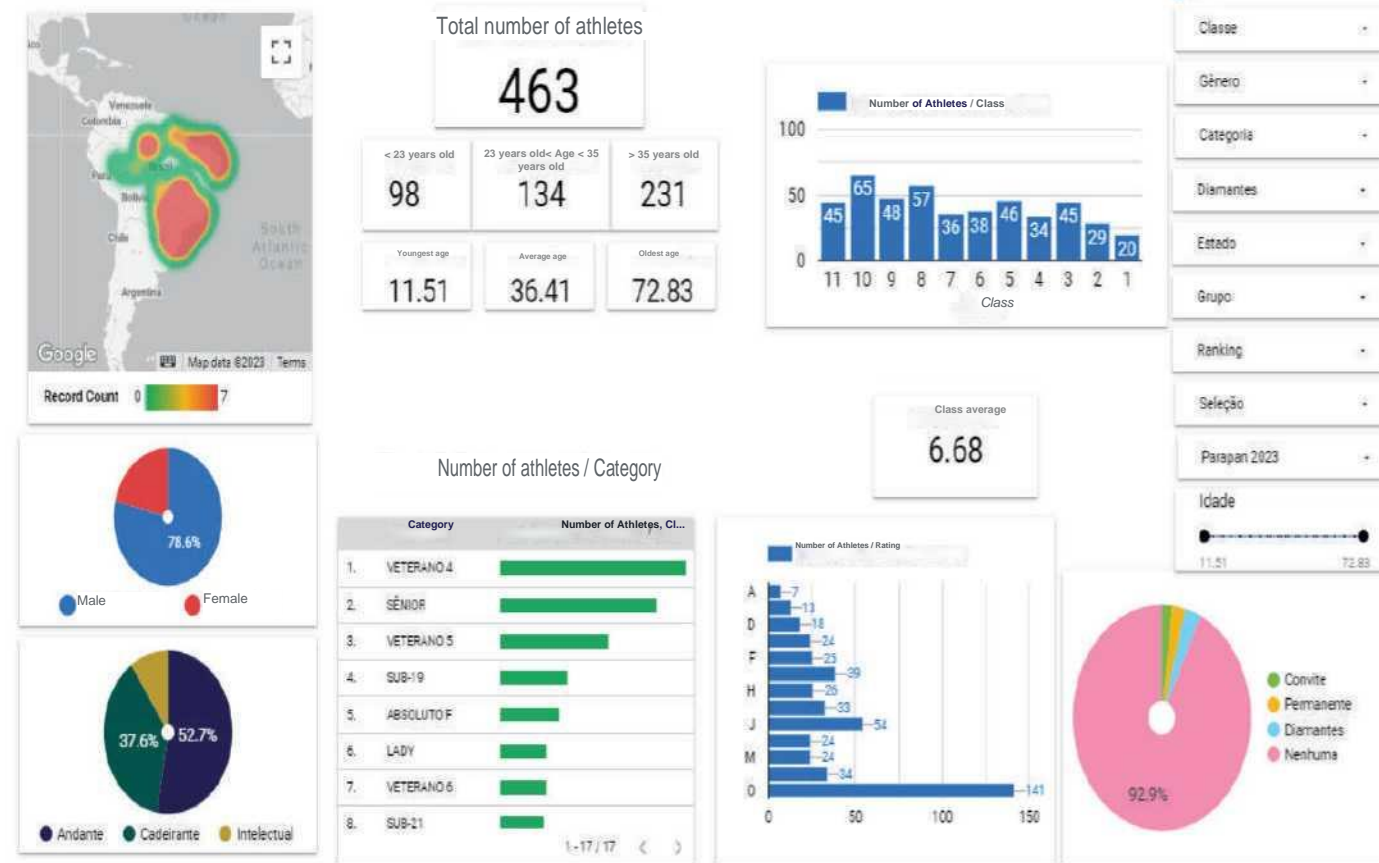 Venezuela
Colombia
Peru
Brazil
Bolivia
Chile
South
Atlantic
Ocean
Argentina
Google
Map data ©2023 Terms
Record Count 0 7
78.6%
Male Female
37.6% 52.7%
Andante Cadeirante Intelectual
Total number of athletes
463
< 23 years old 23 years old< Age < 35 years old > 35 years old
98 134 231
Youngest age Average age Oldest age
11.51 36.41 72.83
Number of Athletes / Class
100
50
0
45 65 48 57 36 38 46 34 45 29 20
11 10 9 8 7 6 5 4 3 2 1
Class
Class average
6.68
Number of athletes / Category
Category Number of Athletes, Cl...
1. VETERANO 4
2. SÊNIOR
3. VETERANO 5
4. SUB-19
5. ABSOLUTO F
6. LADY
7. VETERANO 6
8. SUB-21
1-17/17 < >
Number of Athletes / Rating
A 7
13
D 18
24
F 25
39
H 26
33
J 54
24
M 24
34
O 141
0 50 100 150
Classe
Gênero
Categoria
Diamantes
Estado
Grupo
Ranking
Seleção
Parapan 2023
Idade
11.51 72.83
92.9%
Convite
Permanente
Diamantes
Nenhuma